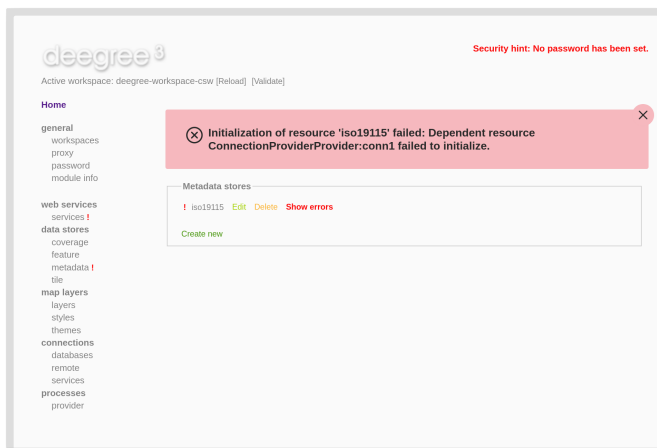 deegree 3
Security hint: No password has been set.
Active workspace: deegree-workspace-csw [Reload] [Validate]
Home
general
workspaces
proxy
password
module info
web services
services !
data stores
coverage
feature
metadata !
tile
map layers
layers
styles
themes
connections
databases
remote
services
processes
provider
Initialization of resource 'iso19115' failed: Dependent resource
ConnectionProviderProvider:conn1 failed to initialize.
Metadata stores
! iso19115 Edit Delete Show errors
Create new